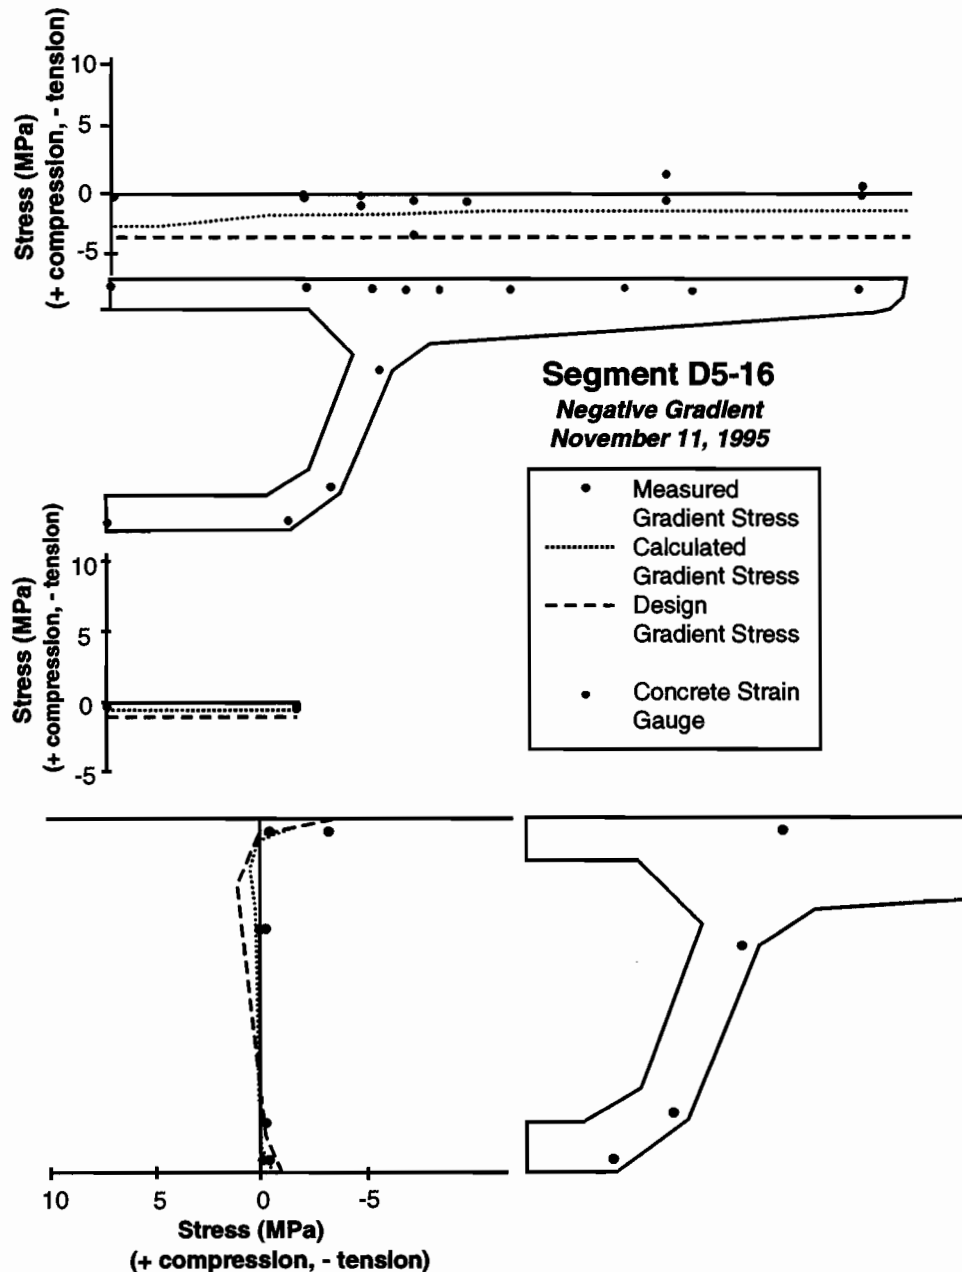 Stress (MPa)
(+ compression, - tension)
10
5
0
-5
Segment D5-16
Negative Gradient
November 11, 1995
Measured
Gradient Stress
Calculated
Gradient Stress
Design
Gradient Stress
Concrete Strain
Gauge
Stress (MPa)
(+ compression, - tension)
10
5
0
-5
10 5 0 -5
Stress (MPa)
(+ compression, - tension)